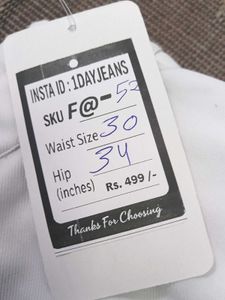 INSTA ID : 1DAYJEANS
SKU F@-52
Waist Size 30
Hip 34
(inches) Rs. 499 /-
Thanks For Choosing